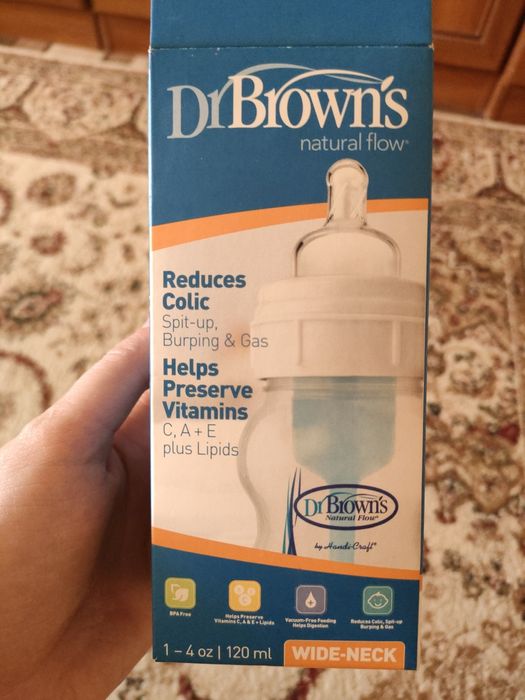 DrBrown's
natural flow®
Reduces
Colic
Spit-up,
Burping & Gas
Helps
Preserve
Vitamins
C, A + E
plus Lipids
Dr Brown's
Natural Flow®
by Handi-Craft®
BPA Free
Helps Preserve
Vitamins C, A & E + Lipids
Vacuum-Free Feeding
Helps Digestion
Reduces Colic, Spit-up
Burping & Gas
1 – 4 oz | 120 ml
WIDE-NECK